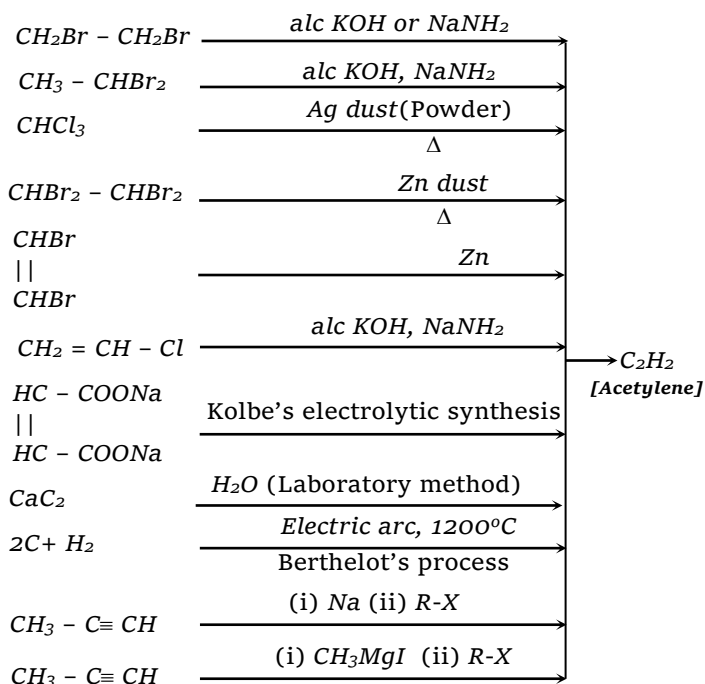 CH₂Br – CH₂Br alc KOH or NaNH₂
CH₃ – CHBr₂ alc KOH, NaNH₂
CHCl₃ Ag dust(Powder)
Δ
CHBr₂ – CHBr₂ Zn dust
Δ
CHBr
||
CHBr
Zn
CH₂ = CH – Cl alc KOH, NaNH₂
C₂H₂
[Acetylene]
HC – COONa
||
HC – COONa
Kolbe's electrolytic synthesis
CaC₂ H₂O (Laboratory method)
2C+ H₂ Electric arc, 1200°C
Berthelot's process
CH₃ – C≡ CH (i) Na (ii) R-X
CH₃ – C≡ CH (i) CH₃MgI (ii) R-X